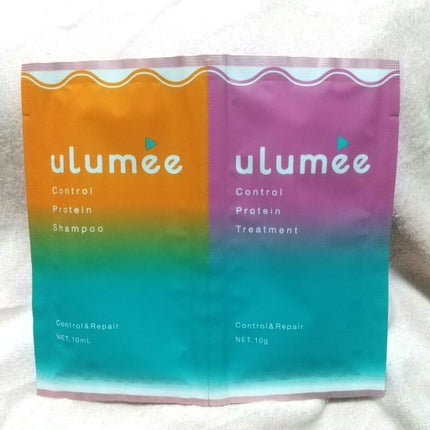 ulumee
Control
Protein
Shampoo
Control&Repair
NET.10mL
ulumee
Control
Protein
Treatment
Control&Repair
NET.10g